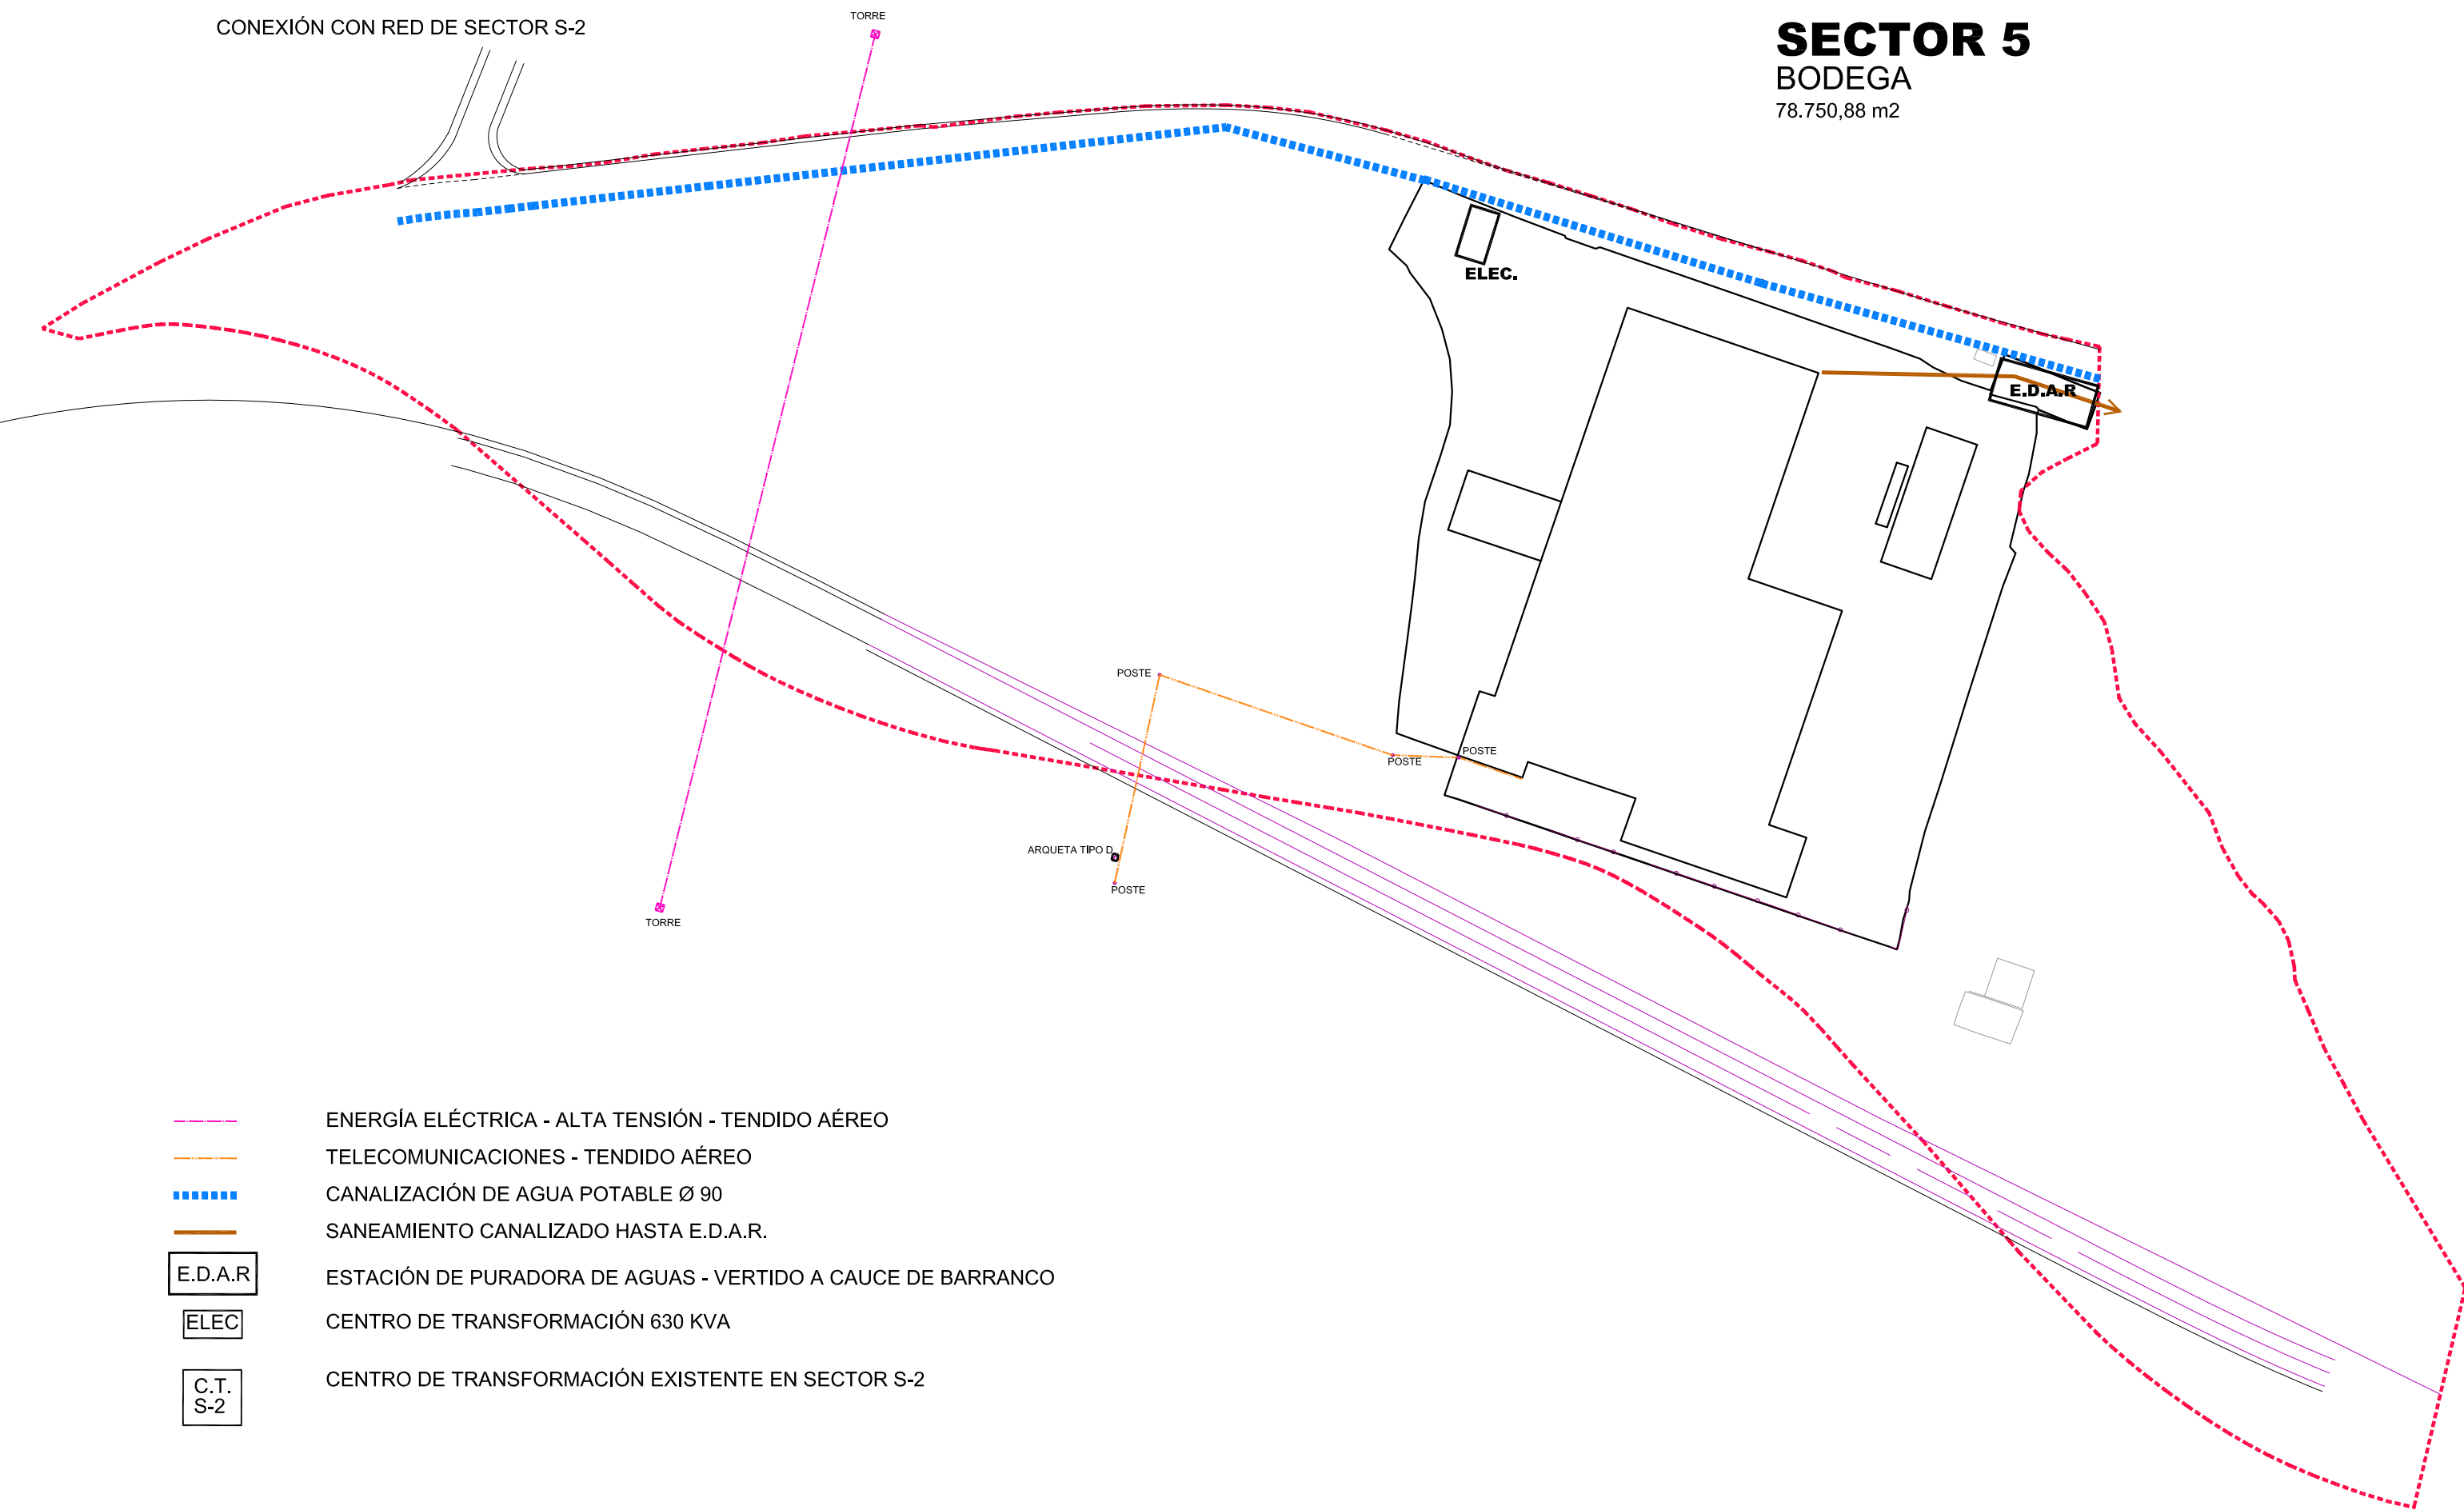 CONEXIÓN CON RED DE SECTOR S-2
TORRE
SECTOR 5
BODEGA
78.750,88 m2
ELEC.
E.D.A.R
POSTE
POSTE
POSTE
ARQUETA TIPO D
POSTE
TORRE
ENERGÍA ELÉCTRICA - ALTA TENSIÓN - TENDIDO AÉREO
TELECOMUNICACIONES - TENDIDO AÉREO
CANALIZACIÓN DE AGUA POTABLE Ø 90
SANEAMIENTO CANALIZADO HASTA E.D.A.R.
E.D.A.R
ESTACIÓN DE PURADORA DE AGUAS - VERTIDO A CAUCE DE BARRANCO
ELEC
CENTRO DE TRANSFORMACIÓN 630 KVA
C.T.
S-2
CENTRO DE TRANSFORMACIÓN EXISTENTE EN SECTOR S-2